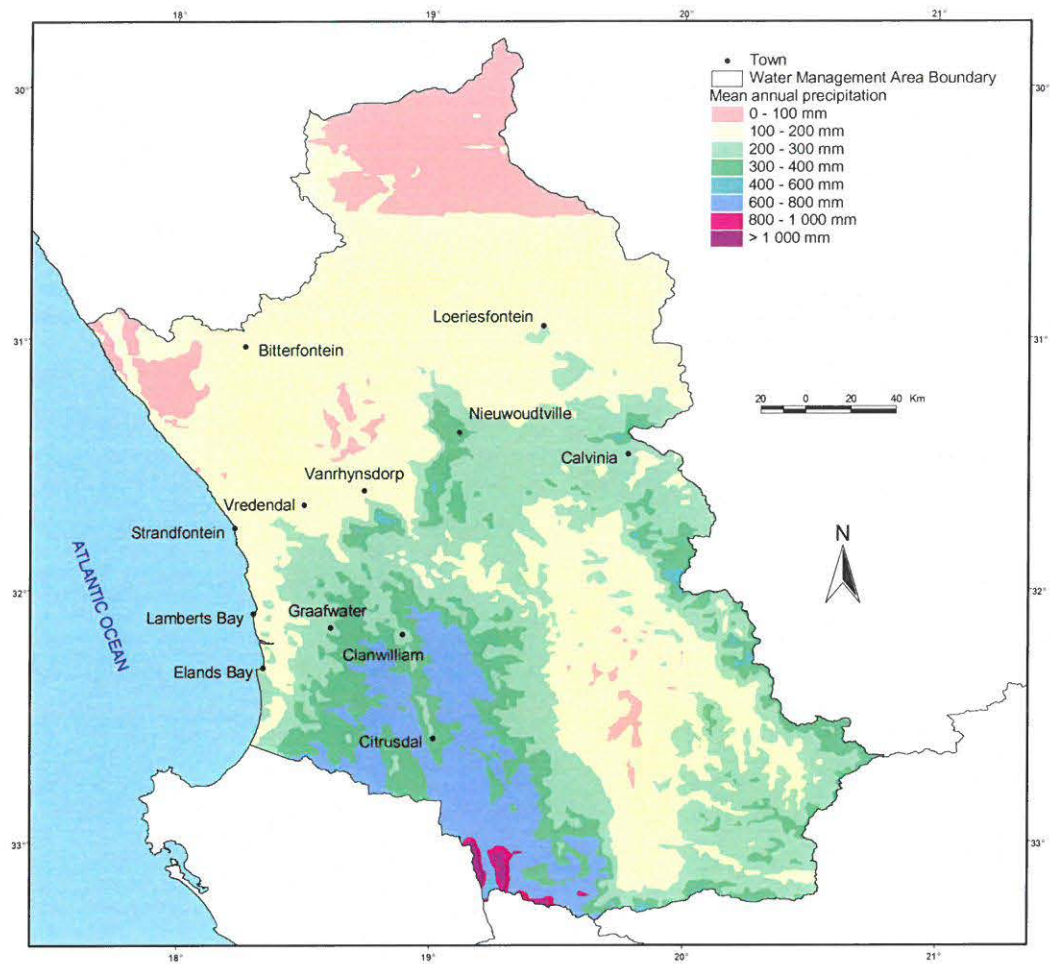 18°
19°
20°
21°
30°
30°
Town
Water Management Area Boundary
Mean annual precipitation
0 - 100 mm
100 - 200 mm
200 - 300 mm
300 - 400 mm
400 - 600 mm
600 - 800 mm
800 - 1 000 mm
> 1 000 mm
Loeriesfontein
31°
31°
Bitterfontein
20 0 20 40 Km
Nieuwoudtville
Calvinia
Vanrhynsdorp
Vredendal
Strandfontein
N
ATLANTIC OCEAN
32°
32°
Lamberts Bay
Graafwater
Clanwilliam
Elands Bay
Citrusdal
33°
33°
18°
19°
20°
21°